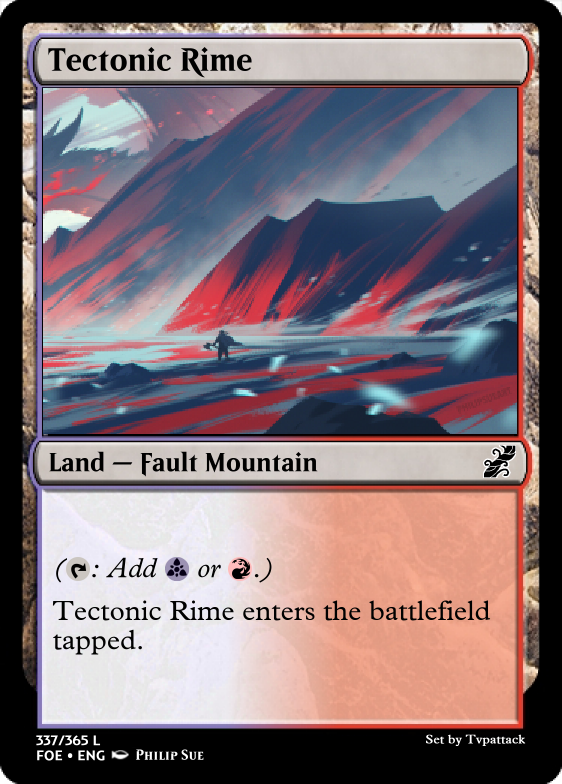 Tectonic Rime
Land — Fault Mountain
(: Add or .)
Tectonic Rime enters the battlefield
tapped.
337/365 L
FOE • ENG Philip Sue
Set by Tvpattack